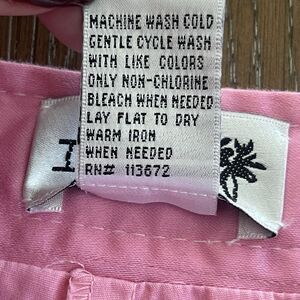 MACHINE WASH COLD
GENTLE CYCLE WASH
WITH LIKE COLORS
ONLY NON-CHLORINE
BLEACH WHEN NEEDED
LAY FLAT TO DRY
WARM IRON
WHEN NEEDED
RN# 113672